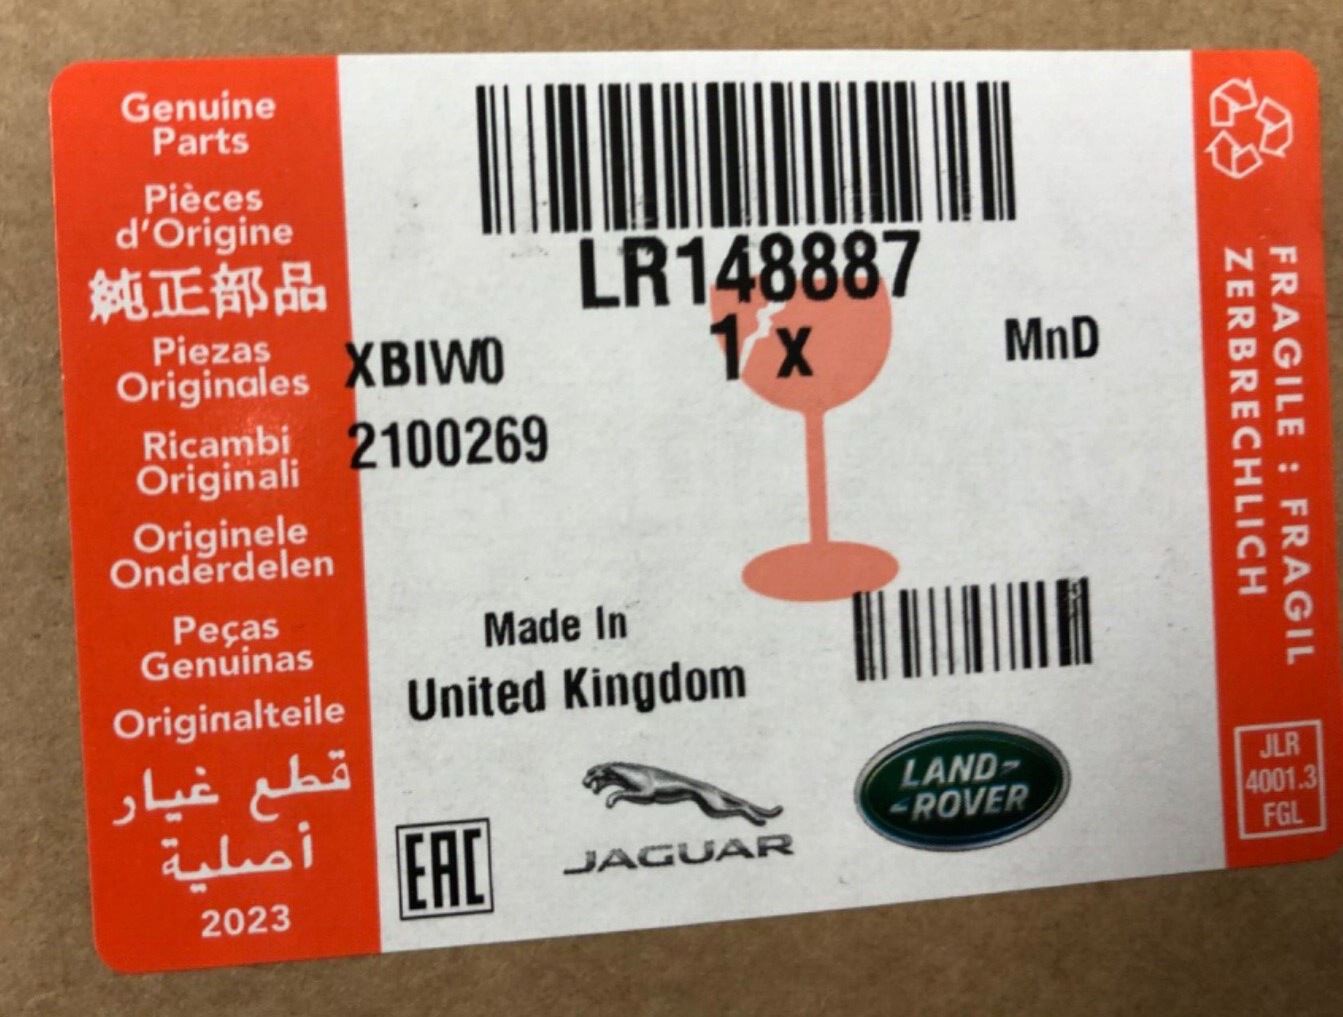 Genuine
Parts
Pièces
d'Origine
純正部品
Piezas
Originales
Ricambi
Originali
Originele
Onderdelen
Peças
Genuinas
Originalteile
قطع غيار
أصلية
2023
LR148887
XBIW0 1 x MnD
2100269
Made In
United Kingdom
EAC
JAGUAR
LAND-
-ROVER
FRAGILE : FRAGIL
ZERBRECHLICH
JLR
4001.3
FGL